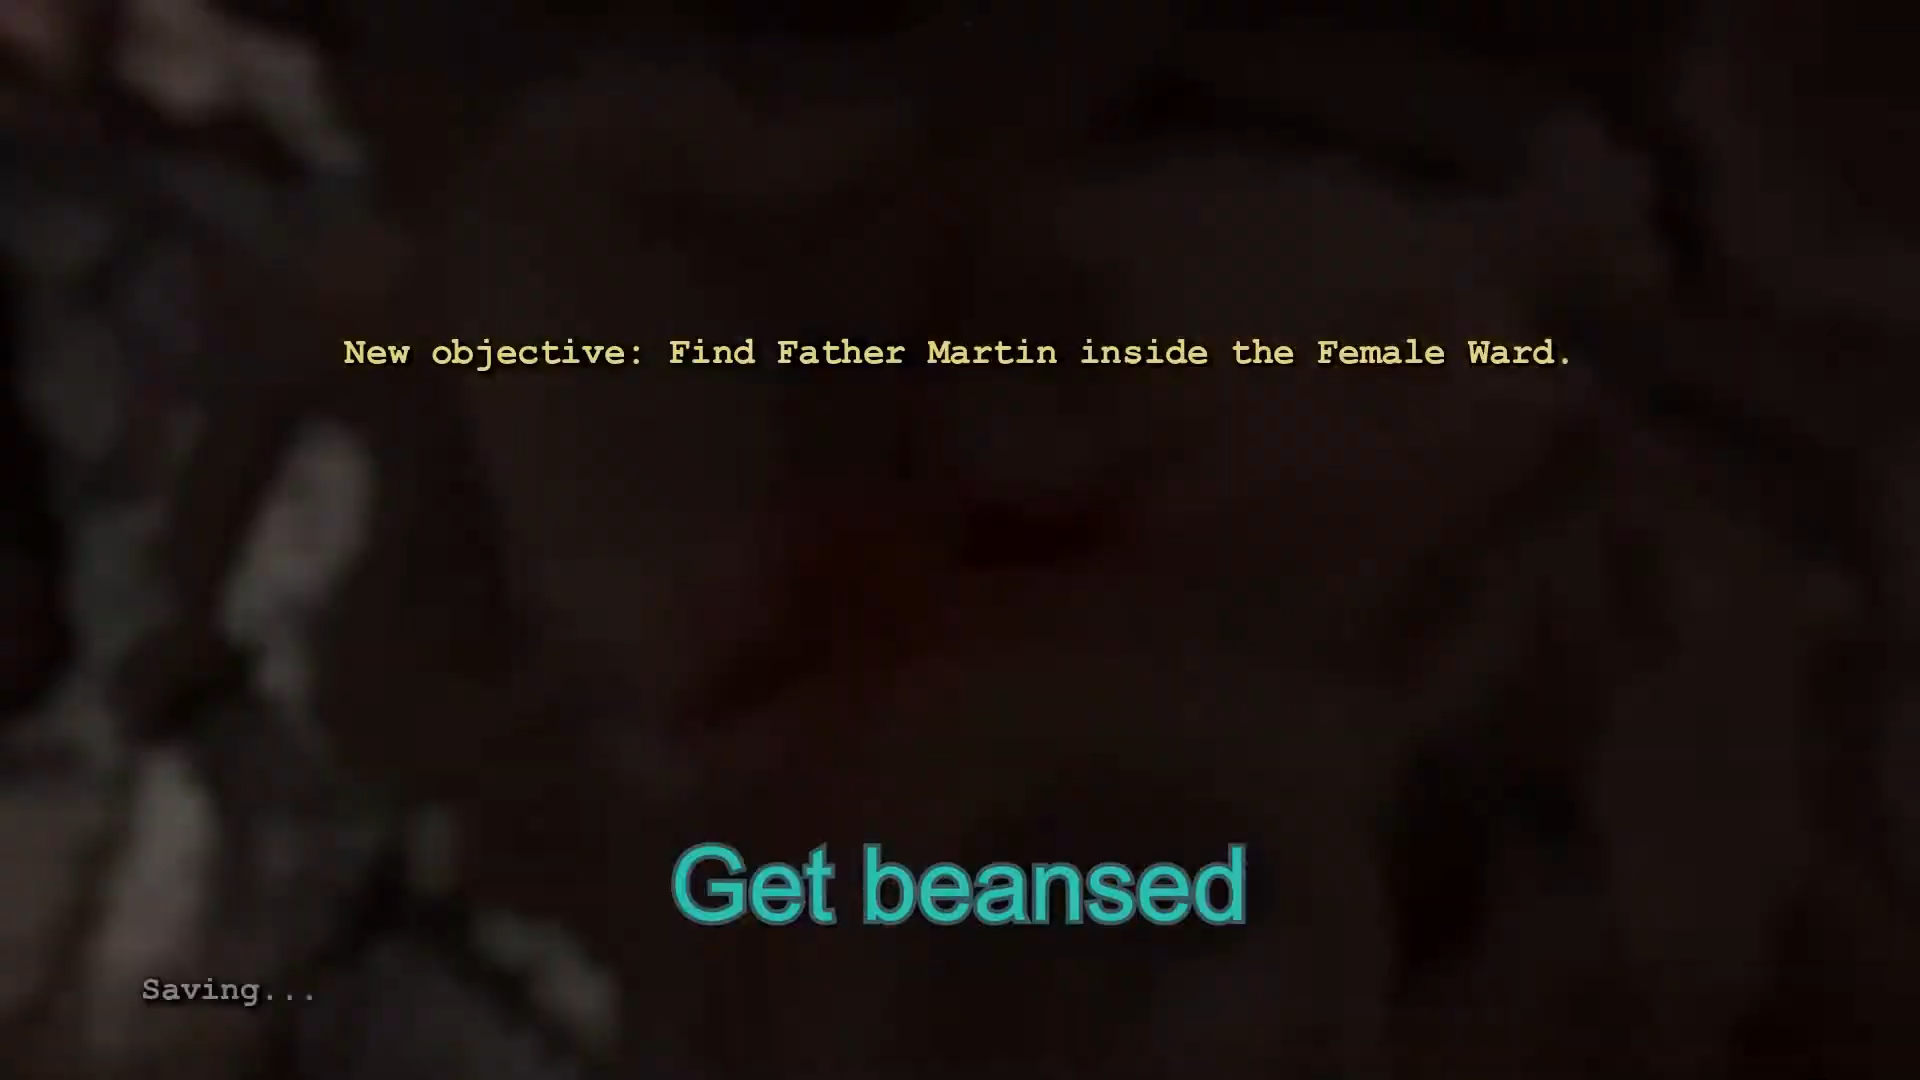 New objective: Find Father Martin inside the Female Ward.
Get beansed
Saving...